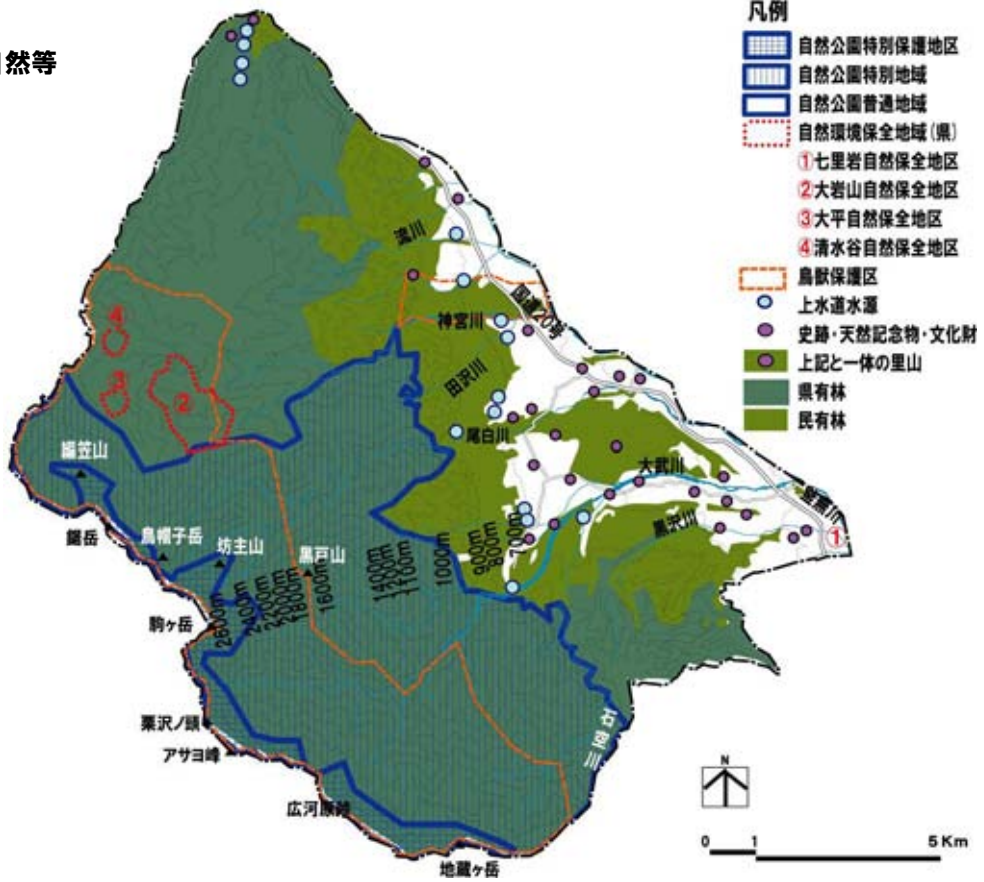 然等
凡例
自然公園特別保護地区
自然公園特別地域
自然公園普通地域
自然環境保全地域(県)
①七里岩自然保全地区
②大岩山自然保全地区
③大平自然保全地区
④清水谷自然保全地区
鳥獣保護区
上水道水源
史跡・天然記念物・文化財
上記と一体の里山
県有林
民有林
流川
国道20号
神宮川
田沢川
尾白川
大武川
黒沢川
①
④
③
②
編笠山
鋸岳
烏帽子岳
坊主山
黒戸山
駒ヶ岳
2600m
2400m
2000m
1800m
1600m
1400m
1100m
1000m
900m
800m
700m
栗沢ノ頭
アサヨ峰
広河原峠
地蔵ヶ岳
N
0 1 5 Km